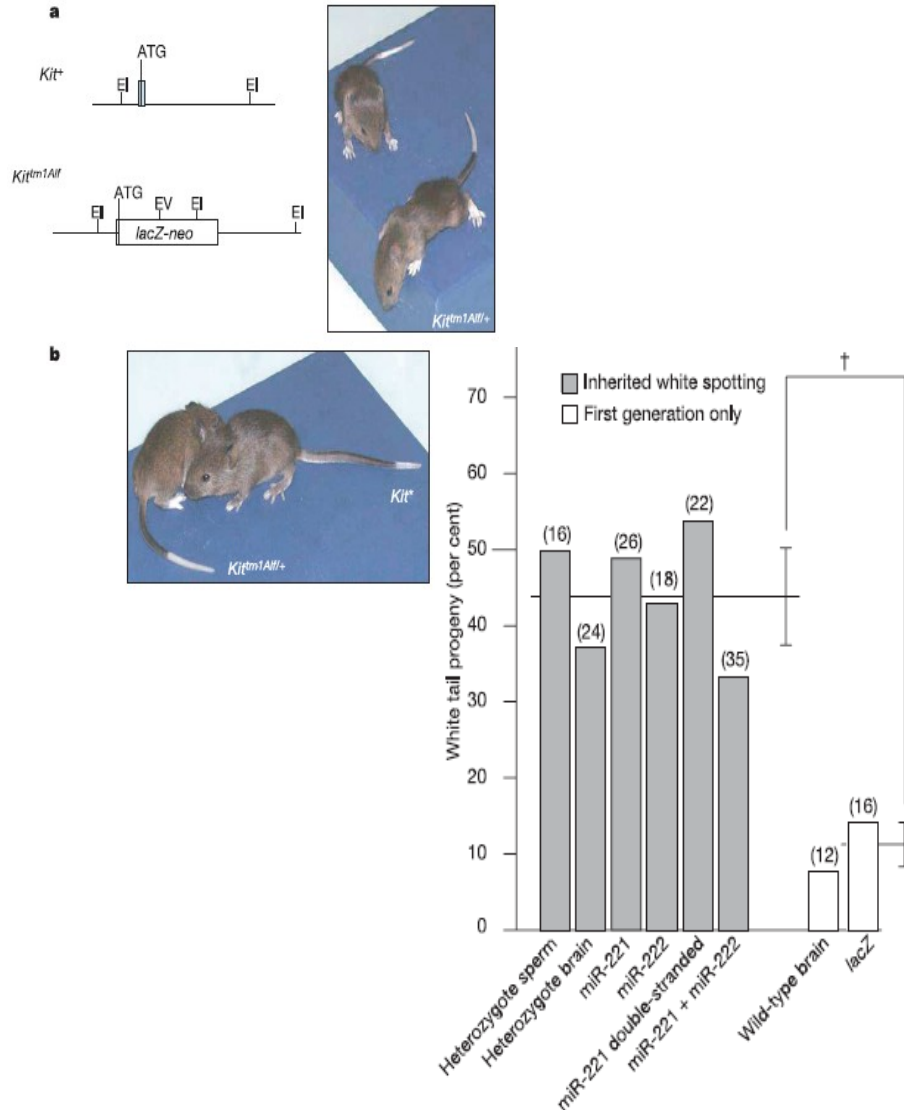 a
ATG
Kit+
EI
EI
Kittm1Alf
ATG
EI
EV
EI
EI
lacZ-neo
Kittm1Alf/+
b
Kit*
Kittm1Alf/+
White tail progeny (per cent)
70
60
50
40
30
20
10
0
Inherited white spotting
First generation only
†
(16)
(24)
(26)
(18)
(22)
(35)
(12)
(16)
Heterozygote sperm
Heterozygote brain
miR-221
miR-222
miR-221 double-stranded
miR-221 + miR-222
Wild-type brain
lacZ